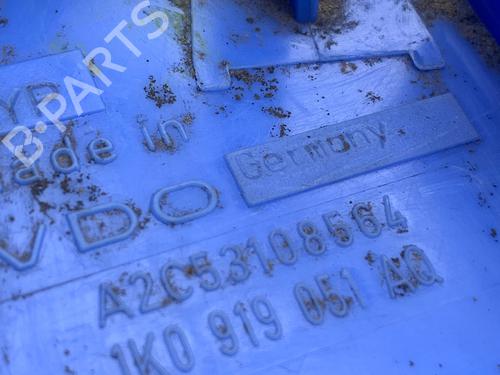 B-PARTS
made in
Germany
VDO
A2C53108564
1K0 919 051 AQ